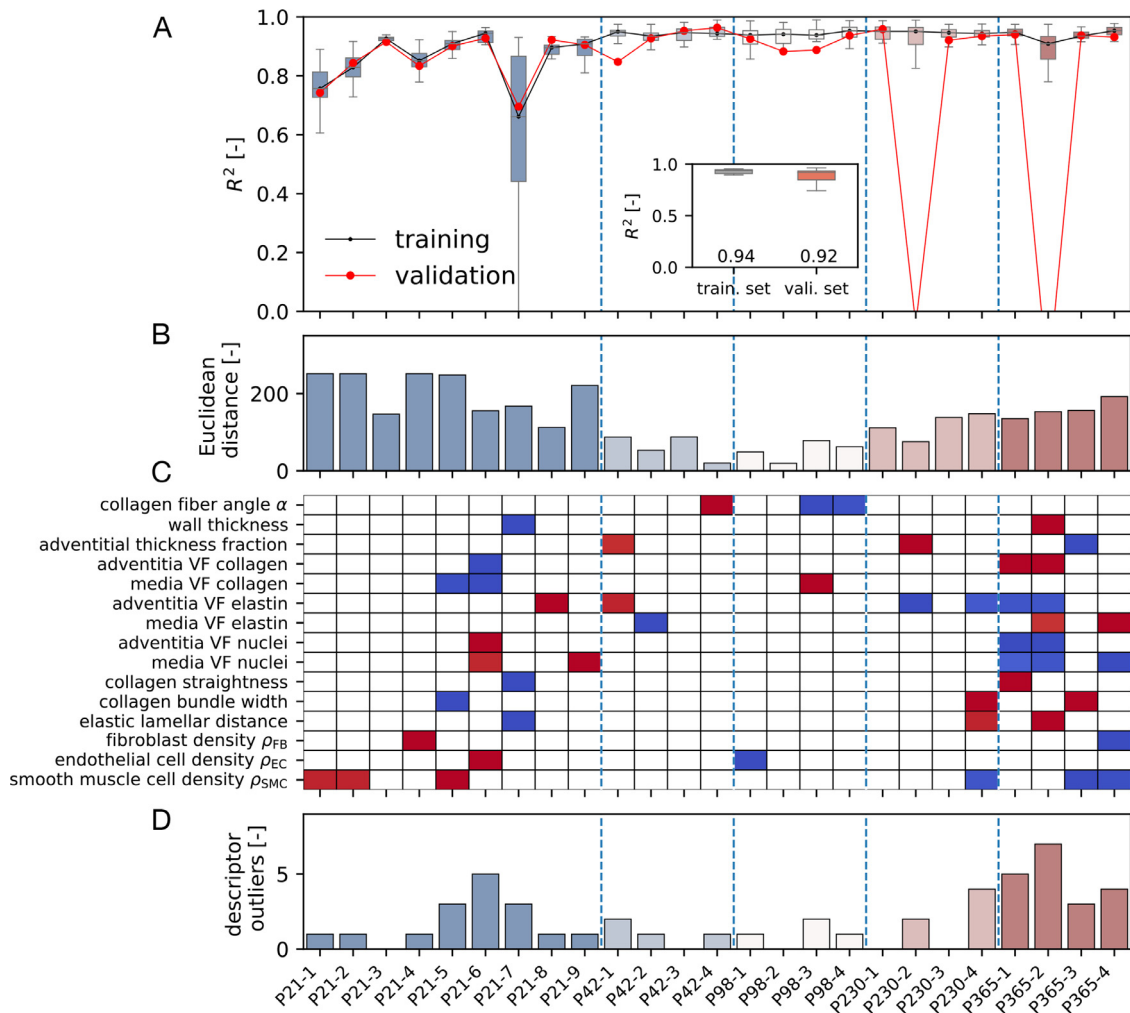 A
1.0
0.8
0.6
0.4
0.2
0.0
R² [-]
training
validation
1.0
0.5
0.0
R² [-]
0.94
0.92
train. set
vali. set
B
200
0
Euclidean
distance [-]
C
collagen fiber angle α
wall thickness
adventitial thickness fraction
adventitia VF collagen
media VF collagen
adventitia VF elastin
media VF elastin
adventitia VF nuclei
media VF nuclei
collagen straightness
collagen bundle width
elastic lamellar distance
fibroblast density ρFB
endothelial cell density ρEC
smooth muscle cell density ρSMC
D
5
0
descriptor
outliers [-]
P21-1
P21-2
P21-3
P21-4
P21-5
P21-6
P21-7
P21-8
P21-9
P42-1
P42-2
P42-3
P42-4
P98-1
P98-2
P98-3
P98-4
P230-1
P230-2
P230-3
P230-4
P365-1
P365-2
P365-3
P365-4